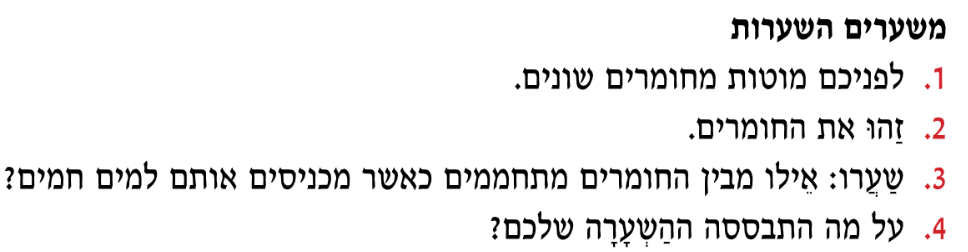 משערים השערות
1. לפניכם מוטות מחומרים שונים.
2. זַהוּ את החומרים.
3. שַעֲרו: אֵילו מבין החומרים מתחממים כאשר מכניסים אותם למים חמים?
4. על מה התבססה ההַשְעָרָה שלכם?